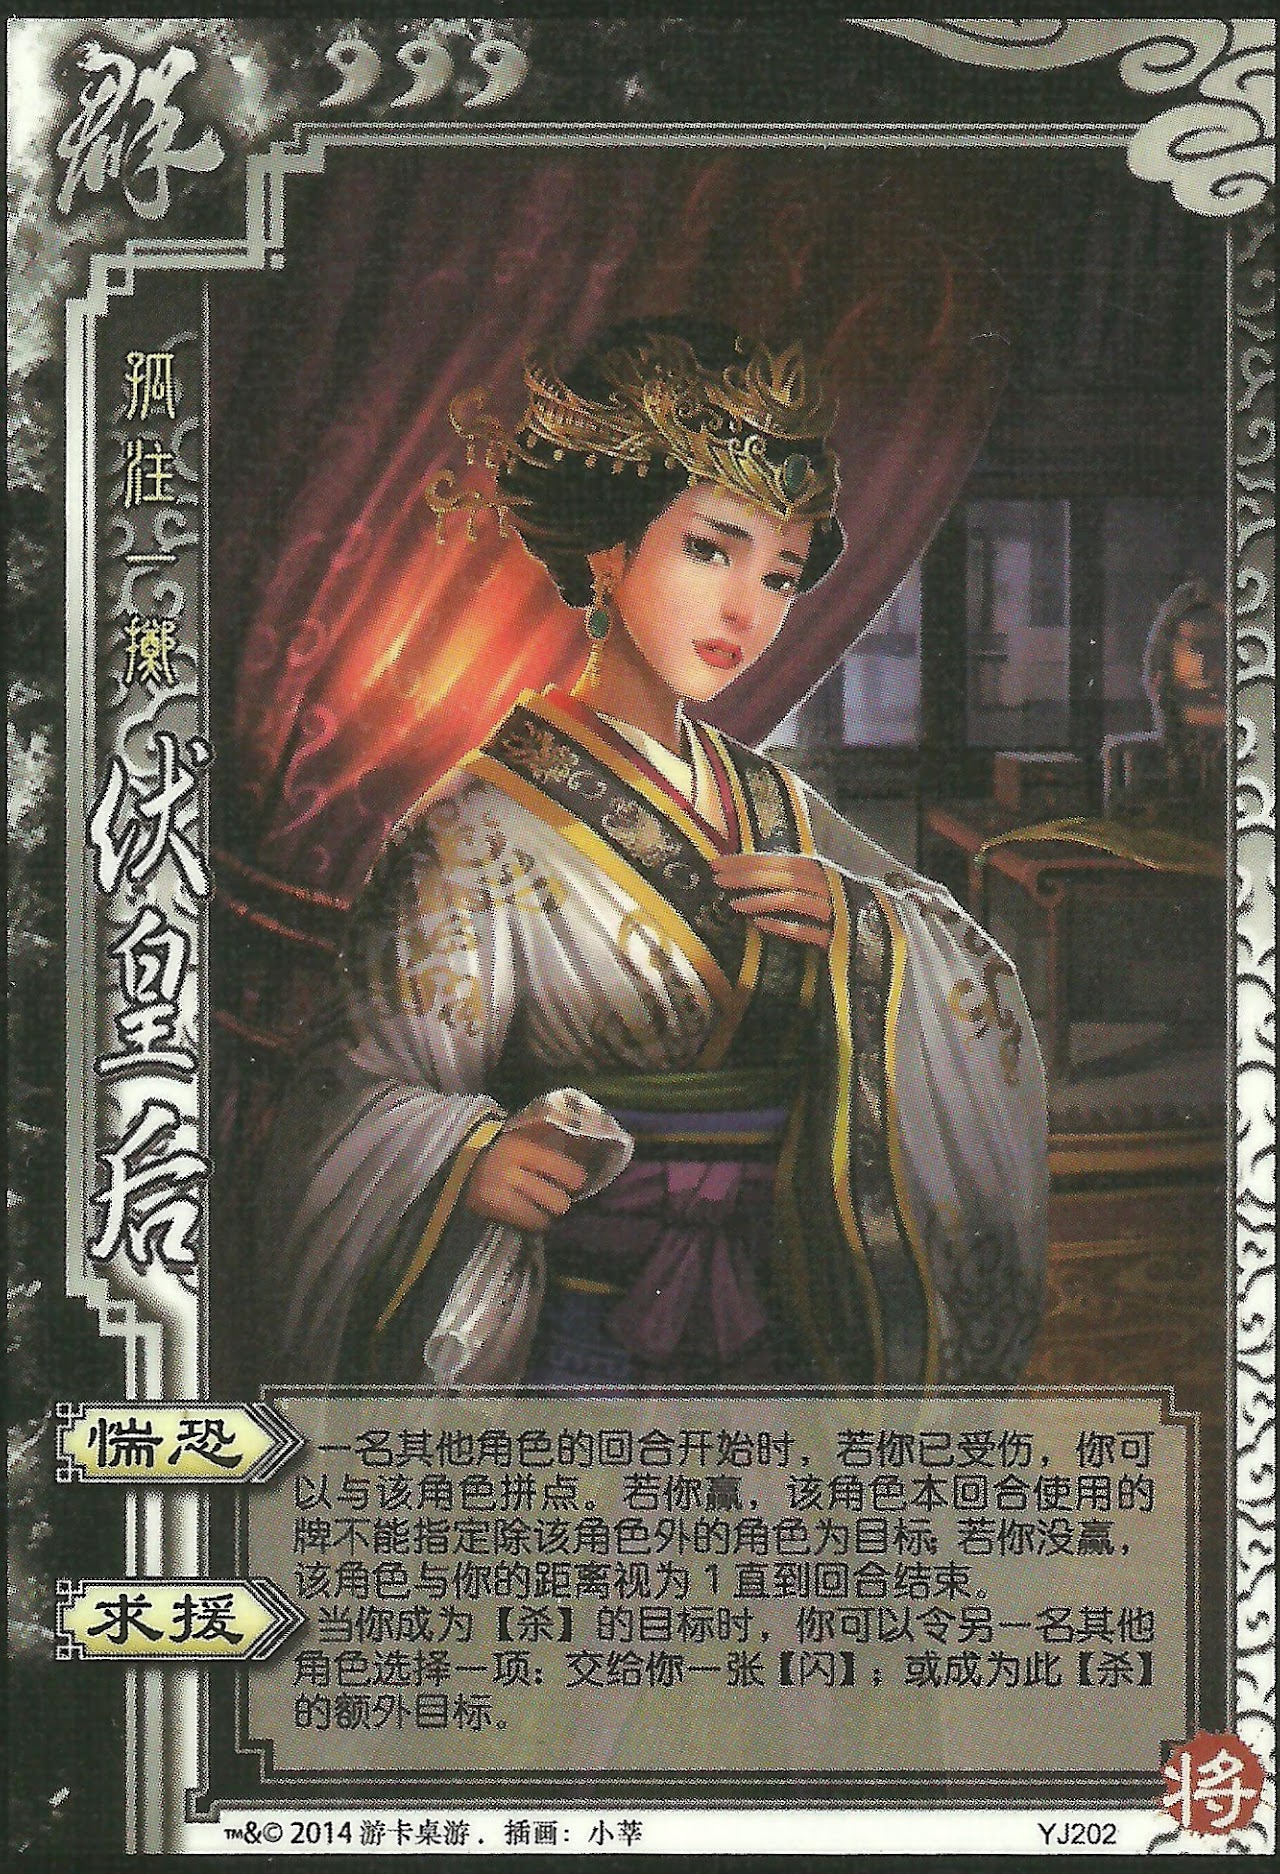 群
孤注一掷
伏皇后
惴恐
一名其他角色的回合开始时，若你已受伤，你可
以与该角色拼点。若你赢，该角色本回合使用的
牌不能指定除该角色外的角色为目标；若你没赢，
该角色与你的距离视为1直到回合结束。
求援
当你成为【杀】的目标时，你可以令另一名其他
角色选择一项：交给你一张【闪】；或成为此【杀】
的额外目标。
将
™&© 2014 游卡桌游．插画：小莘
YJ202